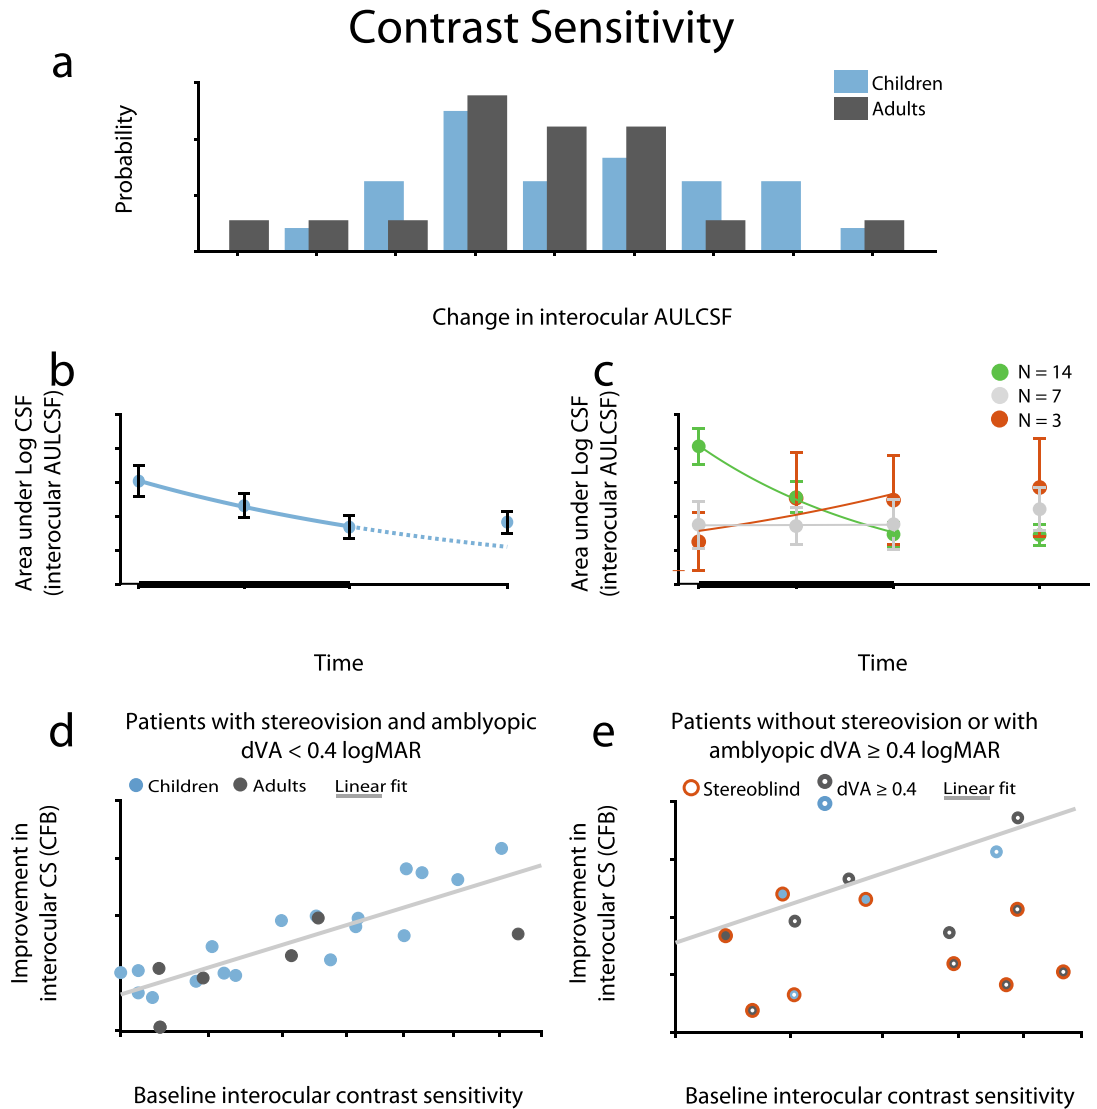 Contrast Sensitivity
a
Children
Adults
Probability
Change in interocular AULCSF
b
Area under Log CSF
(interocular AULCSF)
Time
c
N = 14
N = 7
N = 3
Area under Log CSF
(interocular AULCSF)
Time
d
Patients with stereovision and amblyopic
dVA < 0.4 logMAR
Children
Adults
Linear fit
Improvement in
interocular CS (CFB)
Baseline interocular contrast sensitivity
e
Patients without stereovision or with
amblyopic dVA ≥ 0.4 logMAR
Stereoblind
dVA ≥ 0.4
Linear fit
Improvement in
interocular CS (CFB)
Baseline interocular contrast sensitivity